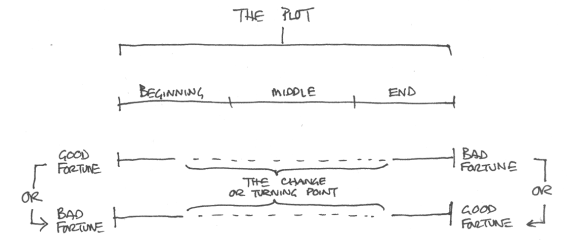 THE PLOT
BEGINNING MIDDLE END
GOOD FORTUNE BAD FORTUNE
OR THE CHANGE OR TURNING POINT OR
BAD FORTUNE GOOD FORTUNE